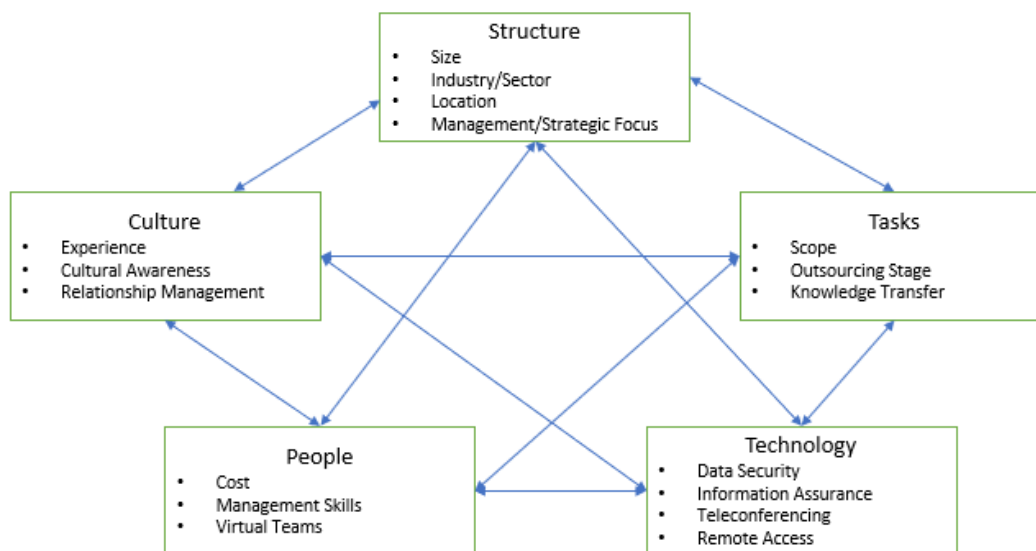 Structure
• Size
• Industry/Sector
• Location
• Management/Strategic Focus
Culture
• Experience
• Cultural Awareness
• Relationship Management
Tasks
• Scope
• Outsourcing Stage
• Knowledge Transfer
People
• Cost
• Management Skills
• Virtual Teams
Technology
• Data Security
• Information Assurance
• Teleconferencing
• Remote Access